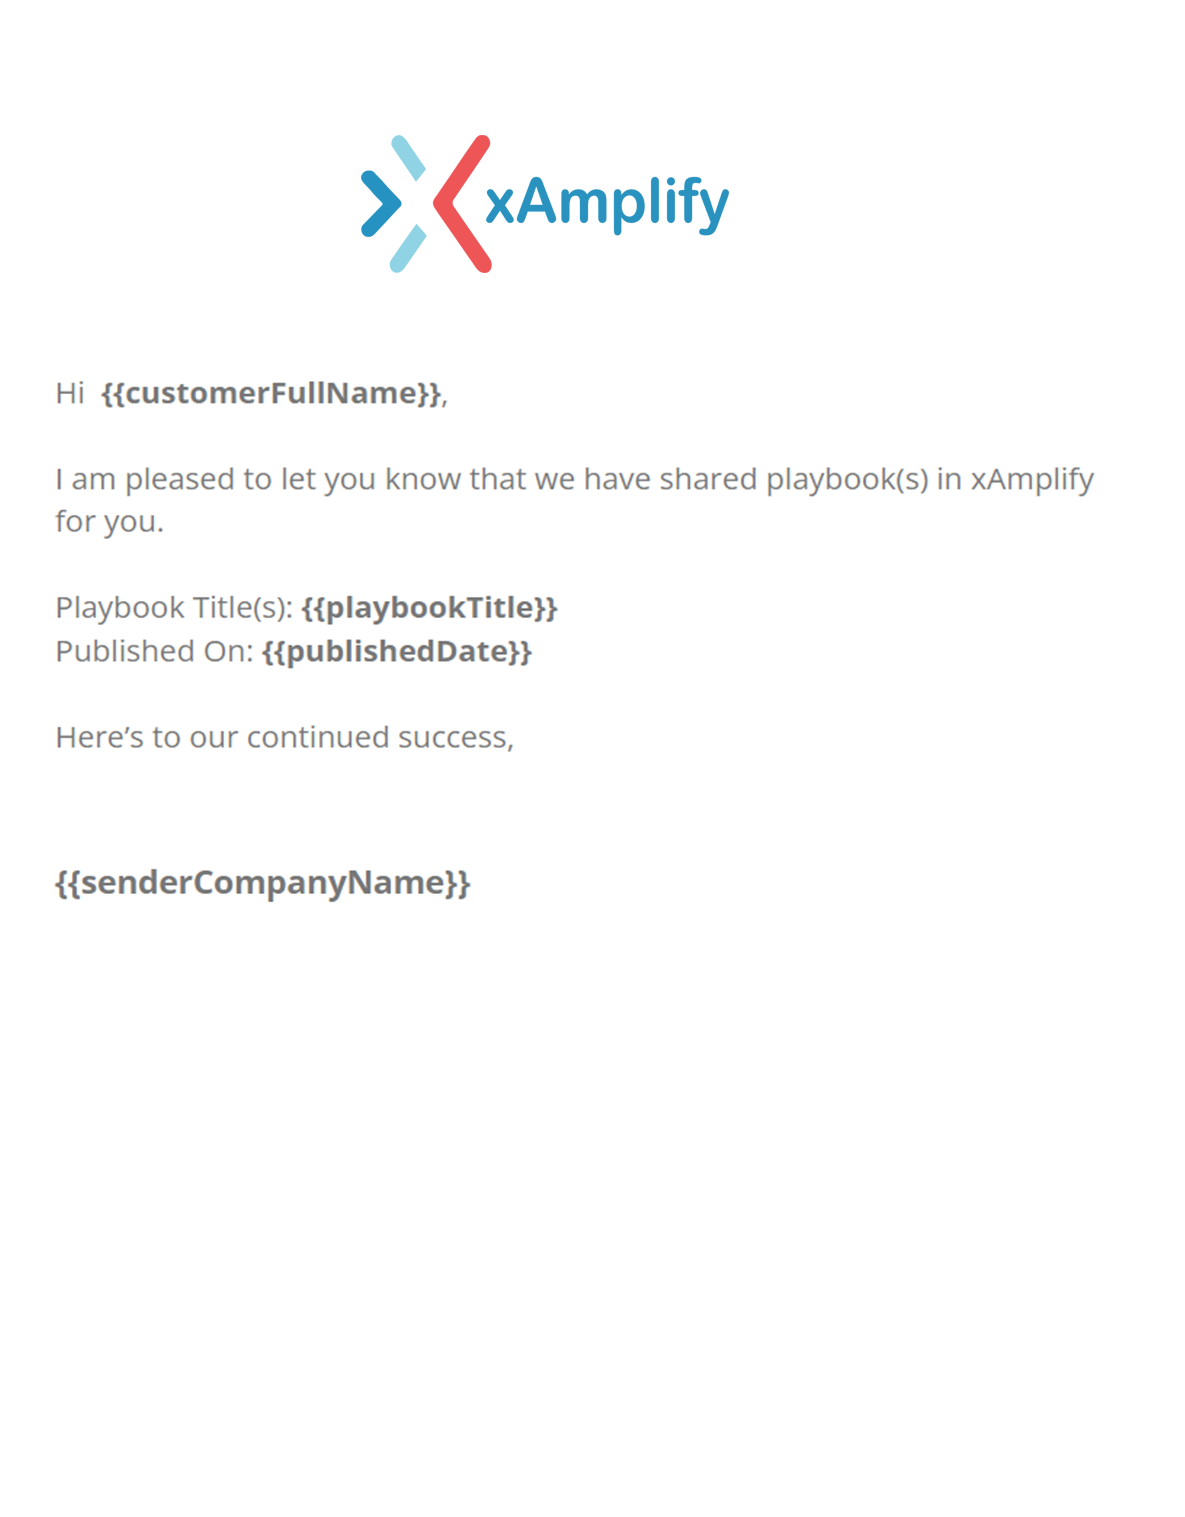 xAmplify
Hi {{customerFullName}},
I am pleased to let you know that we have shared playbook(s) in xAmplify
for you.
Playbook Title(s): {{playbookTitle}}
Published On: {{publishedDate}}
Here’s to our continued success,
{{senderCompanyName}}